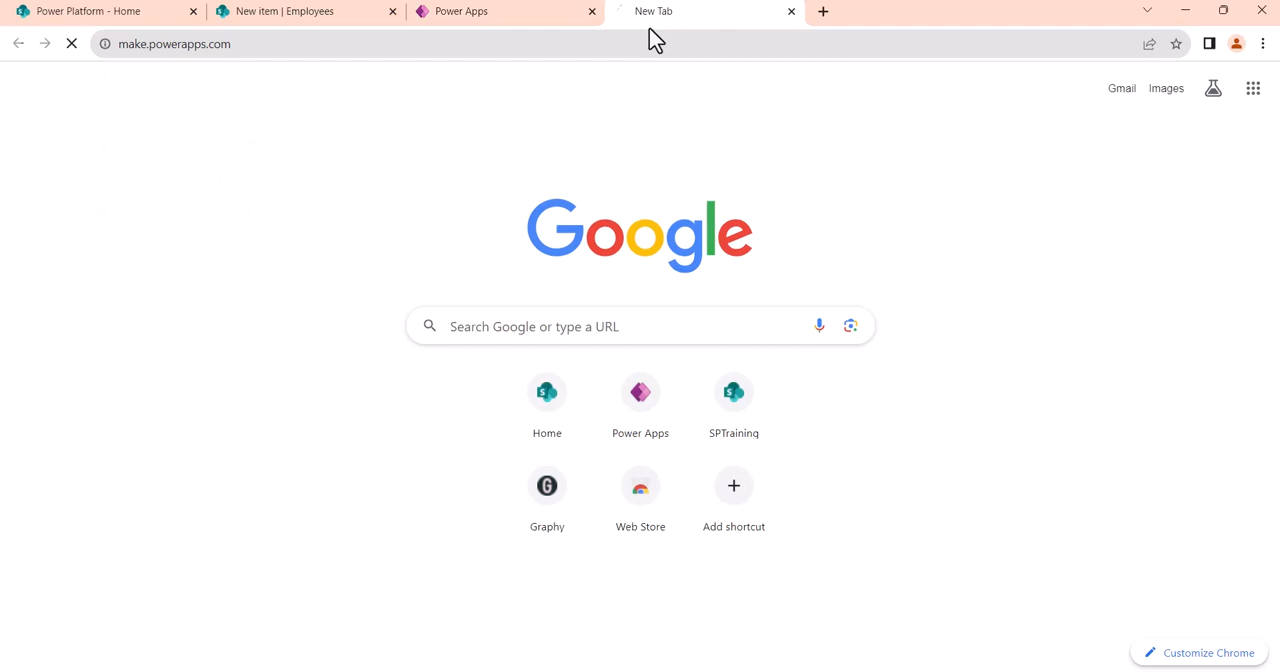 Power Platform - Home
New item | Employees
Power Apps
New Tab
make.powerapps.com
Gmail
Images
Google
Search Google or type a URL
Home
Power Apps
SPTraining
Graphy
Web Store
Add shortcut
Customize Chrome